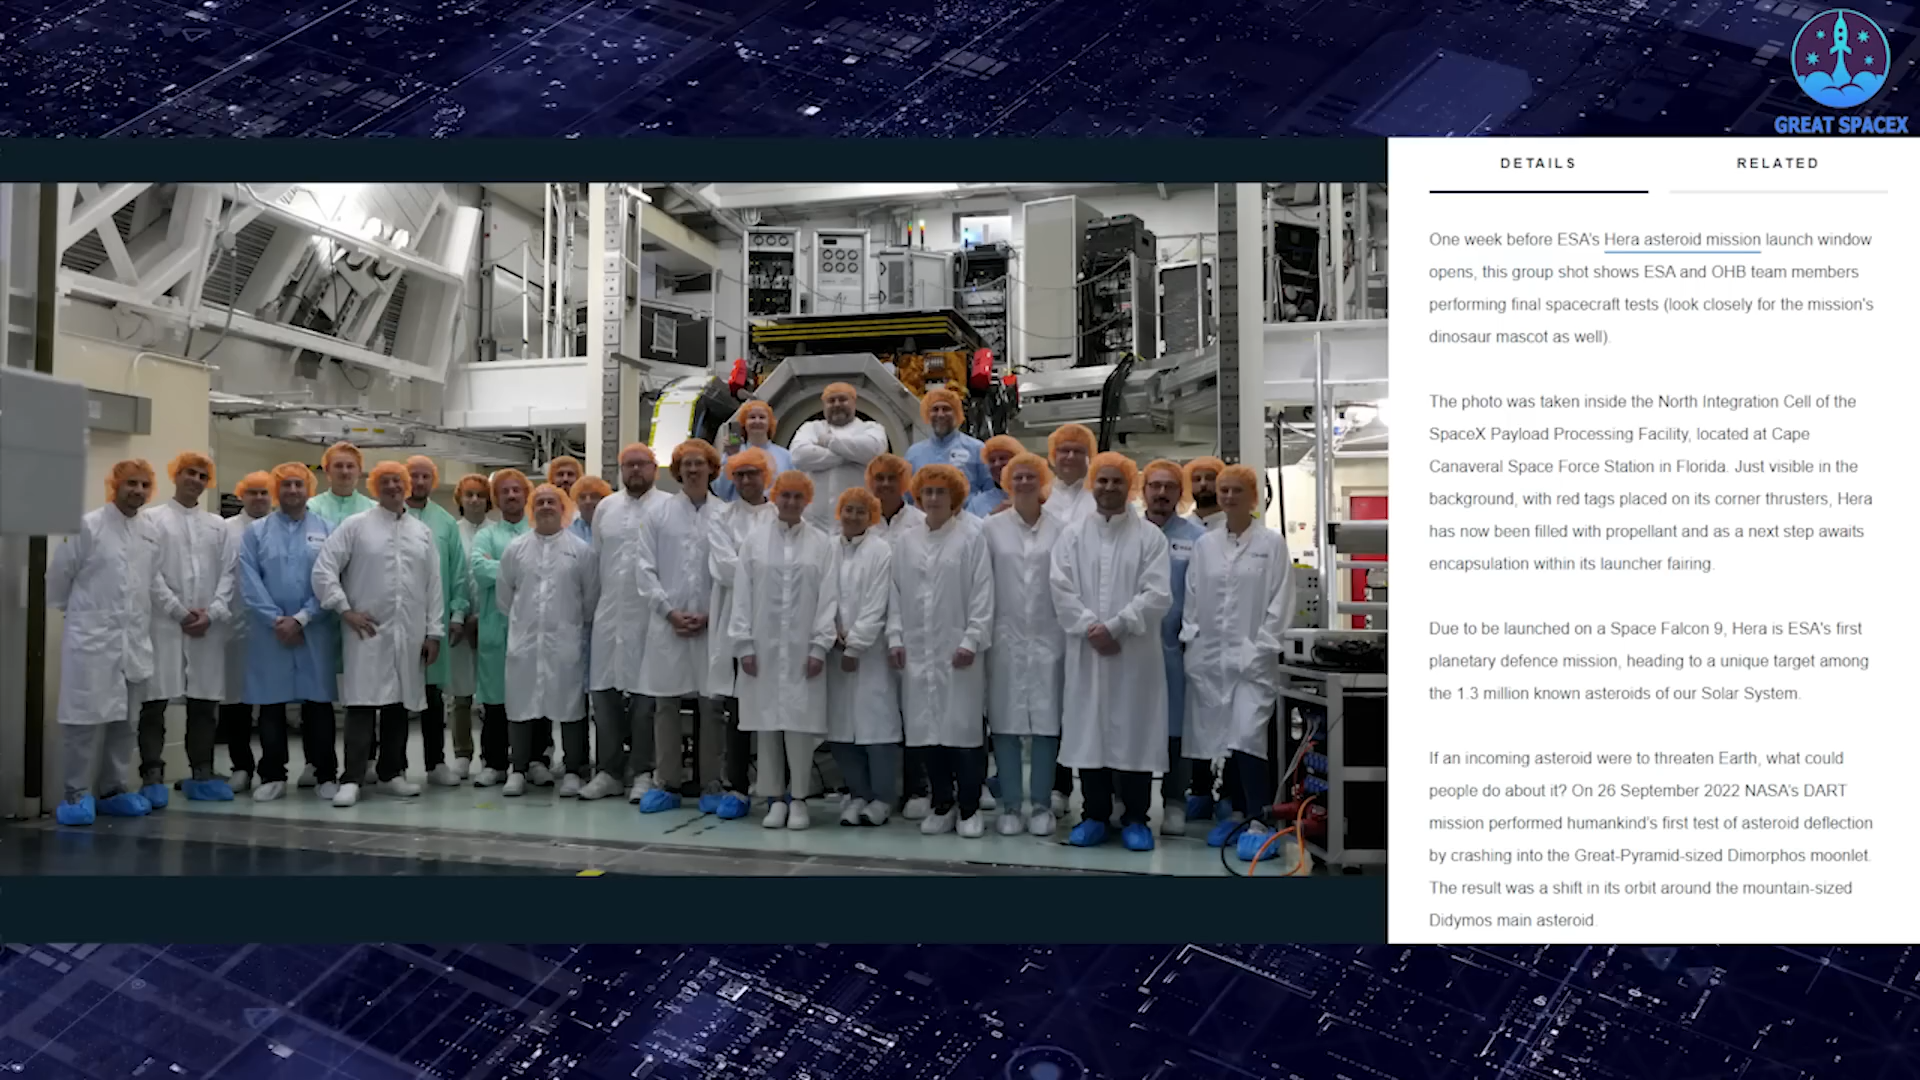 GREAT SPACEX
DETAILS
RELATED
One week before ESA's Hera asteroid mission launch window
opens, this group shot shows ESA and OHB team members
performing final spacecraft tests (look closely for the mission's
dinosaur mascot as well).
The photo was taken inside the North Integration Cell of the
SpaceX Payload Processing Facility, located at Cape
Canaveral Space Force Station in Florida. Just visible in the
background, with red tags placed on its corner thrusters, Hera
has now been filled with propellant and as a next step awaits
encapsulation within its launcher fairing.
Due to be launched on a Space Falcon 9, Hera is ESA's first
planetary defence mission, heading to a unique target among
the 1.3 million known asteroids of our Solar System.
If an incoming asteroid were to threaten Earth, what could
people do about it? On 26 September 2022 NASA's DART
mission performed humankind's first test of asteroid deflection
by crashing into the Great-Pyramid-sized Dimorphos moonlet.
The result was a shift in its orbit around the mountain-sized
Didymos main asteroid.